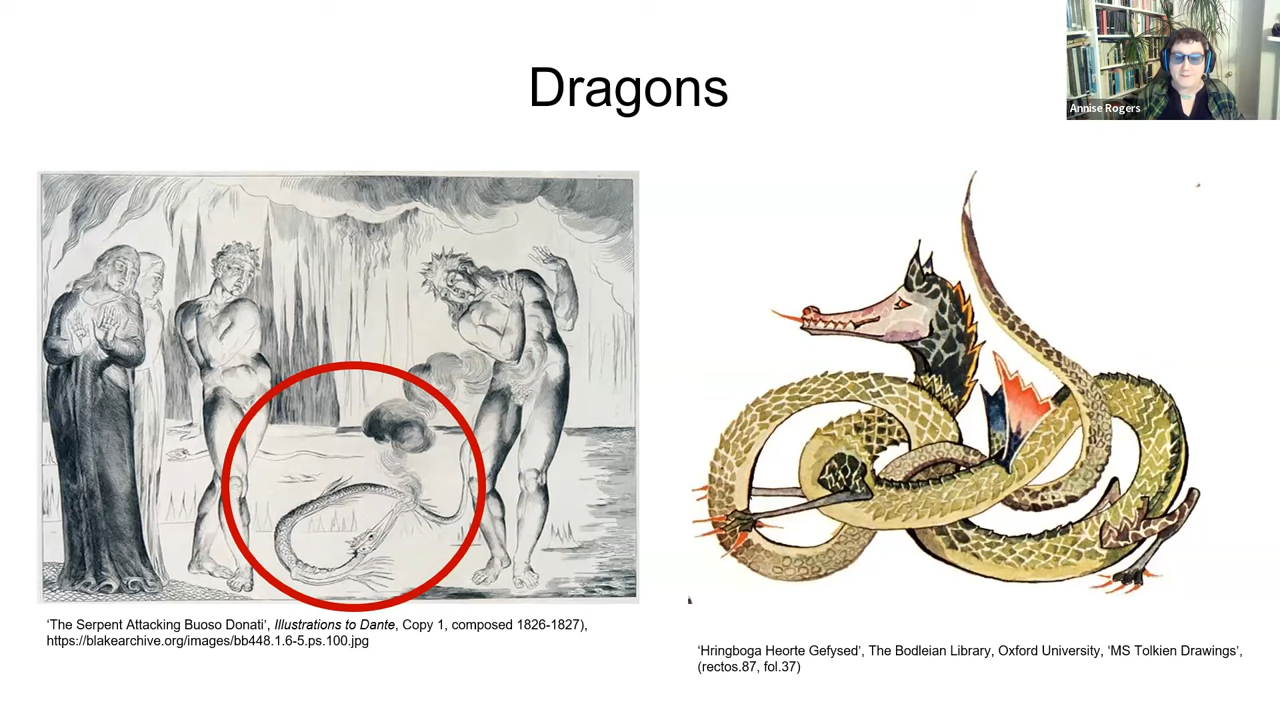 Dragons
Annise Rogers
‘The Serpent Attacking Buoso Donati’, Illustrations to Dante, Copy 1, composed 1826-1827),
https://blakearchive.org/images/bb448.1.6-5.ps.100.jpg
‘Hringboga Heorte Gefysed’, The Bodleian Library, Oxford University, ‘MS Tolkien Drawings’,
(rectos.87, fol.37)